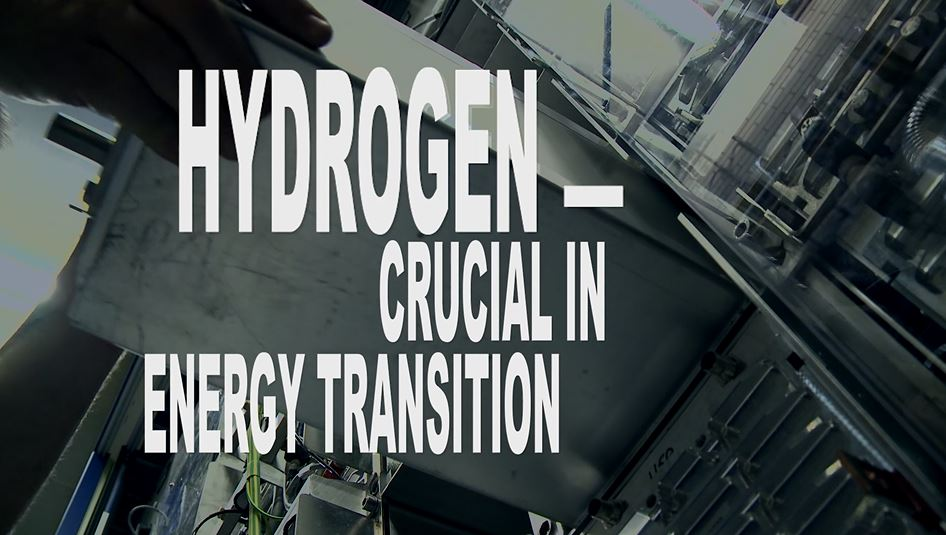 HYDROGEN –
CRUCIAL IN
ENERGY TRANSITION